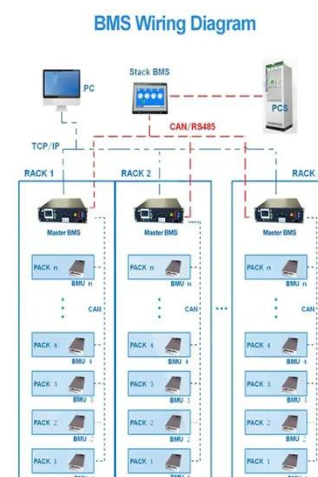 BMS Wiring Diagram
Stack BMS
PC
PCS
CAN/RS485
TCP/IP
RACK 1 RACK 2 RACK
Master BMS Master BMS Master BMS
PACK n PACK n PACK n
BMU n BMU n BMU n
CAN CAN CAN
PACK 4 PACK 4 PACK 4
BMU 4 BMU 4 BMU 4
PACK 3 PACK 3 PACK 3
BMU 3 BMU 3 BMU 3
PACK 2 PACK 2 PACK 2
BMU 2 BMU 2 BMU 2
PACK 1 PACK 1 PACK 1